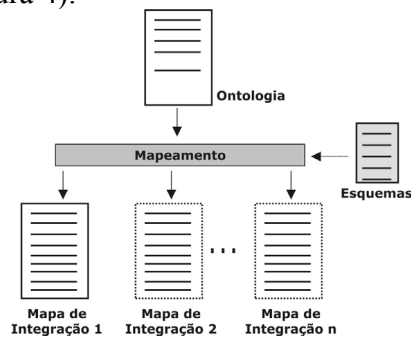 ura 4).
Ontologia
Mapeamento
Esquemas
Mapa de
Integração 1
Mapa de
Integração 2
...
Mapa de
Integração n